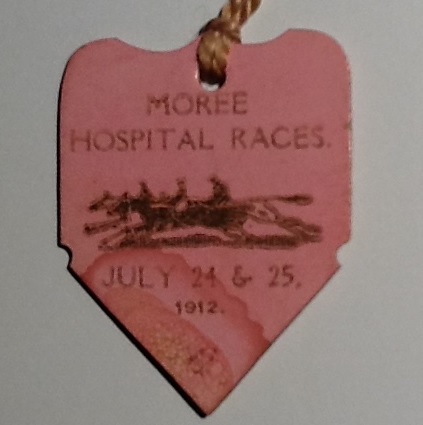 MOREE
HOSPITAL RACES.
JULY 24 & 25,
1912.